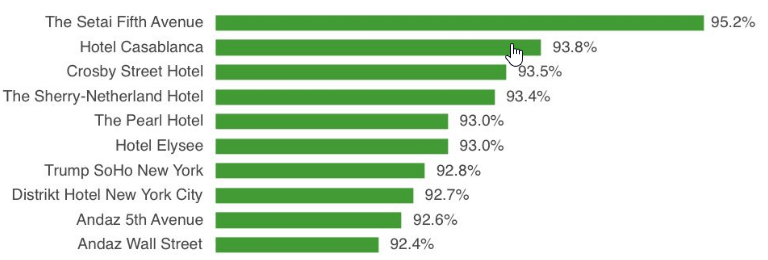 The Setai Fifth Avenue 95.2%
Hotel Casablanca 93.8%
Crosby Street Hotel 93.5%
The Sherry-Netherland Hotel 93.4%
The Pearl Hotel 93.0%
Hotel Elysee 93.0%
Trump SoHo New York 92.8%
Distrikt Hotel New York City 92.7%
Andaz 5th Avenue 92.6%
Andaz Wall Street 92.4%